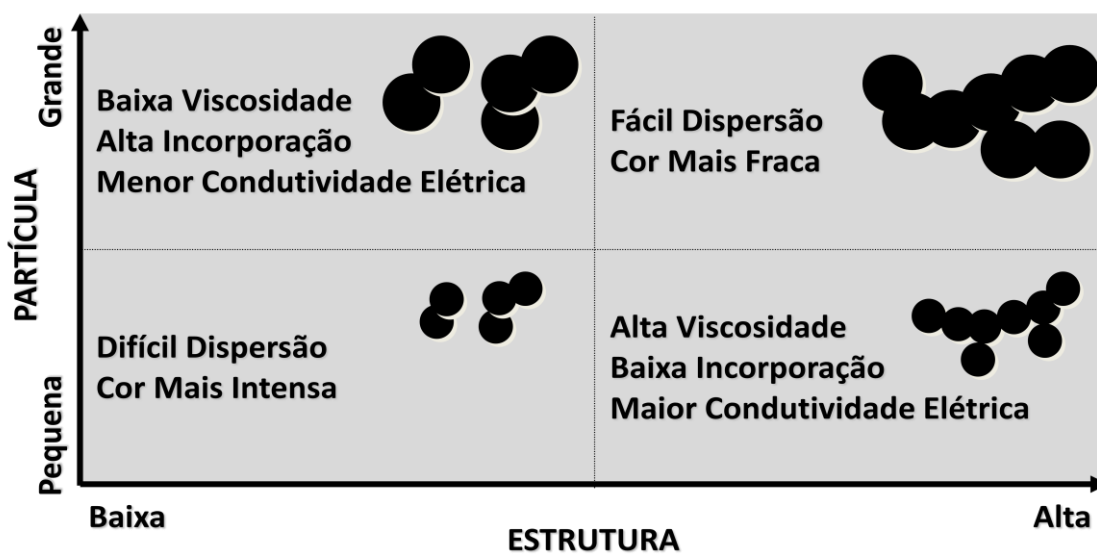 Grande
PARTÍCULA
Pequena
Baixa Viscosidade
Alta Incorporação
Menor Condutividade Elétrica
Fácil Dispersão
Cor Mais Fraca
Difícil Dispersão
Cor Mais Intensa
Alta Viscosidade
Baixa Incorporação
Maior Condutividade Elétrica
Baixa
ESTRUTURA
Alta